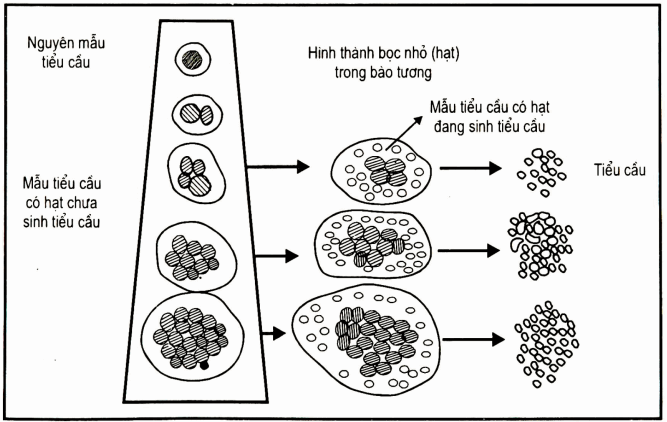 Nguyên mẫu
tiểu cầu
Hình thành bọc nhỏ (hạt)
trong bào tương
Mẫu tiểu cầu có hạt
đang sinh tiểu cầu
Mẫu tiểu cầu
có hạt chưa
sinh tiểu cầu
Tiểu cầu